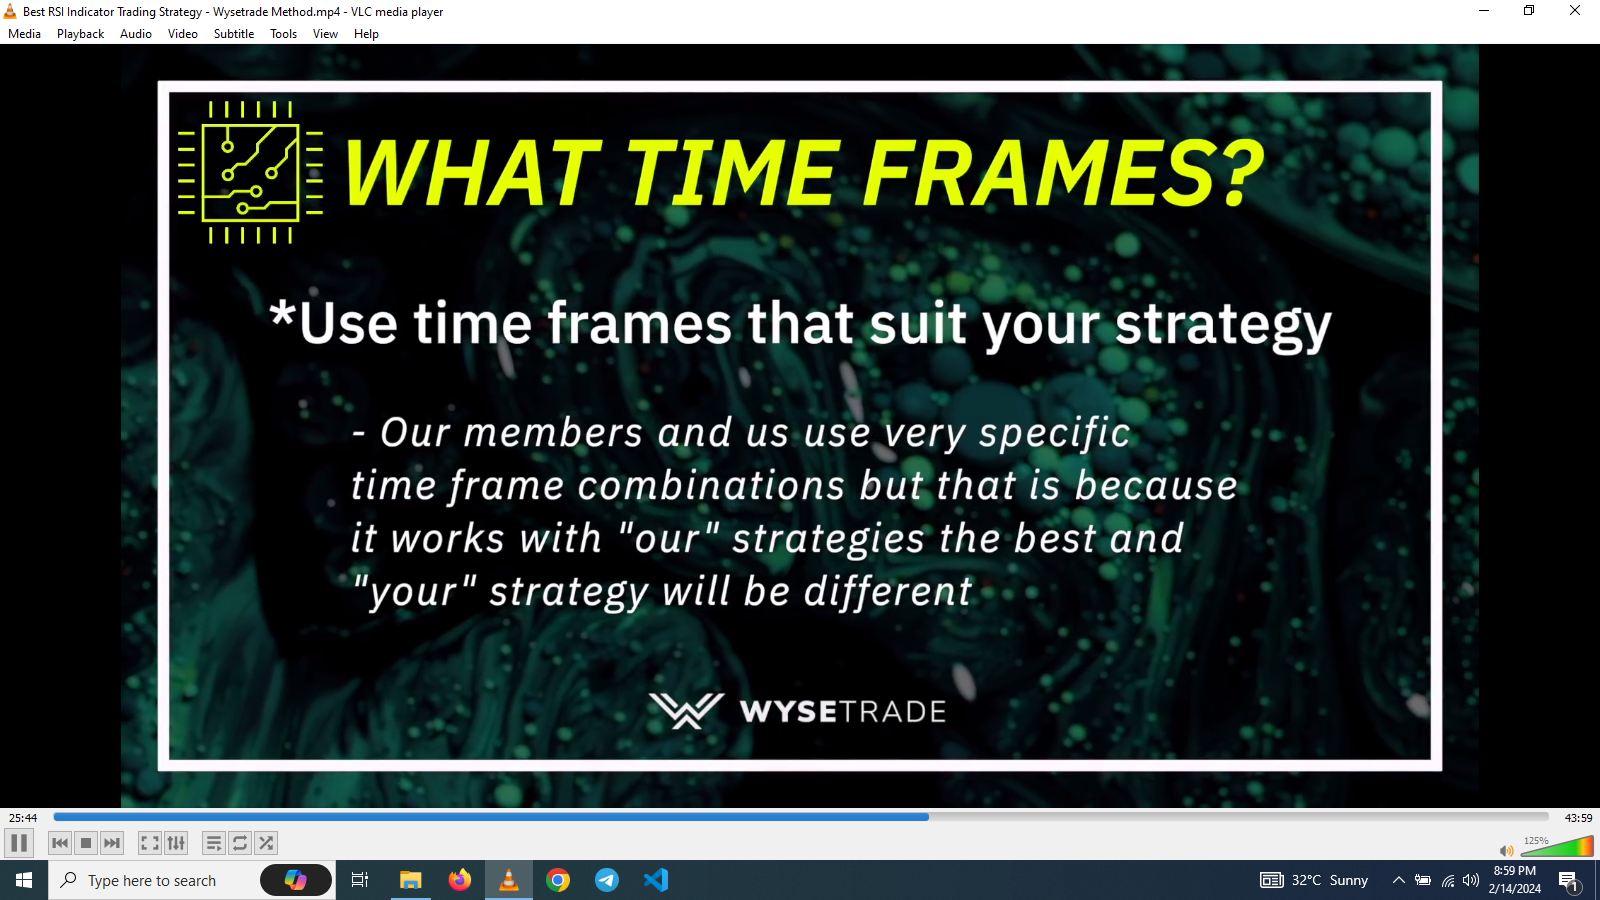 Best RSI Indicator Trading Strategy - Wysetrade Method.mp4 - VLC media player
Media Playback Audio Video Subtitle Tools View Help
WHAT TIME FRAMES?
*Use time frames that suit your strategy
- Our members and us use very specific
time frame combinations but that is because
it works with "our" strategies the best and
"your" strategy will be different
WYSETRADE
25:44 43:59
125%
Type here to search
32°C Sunny
8:59 PM
2/14/2024
1